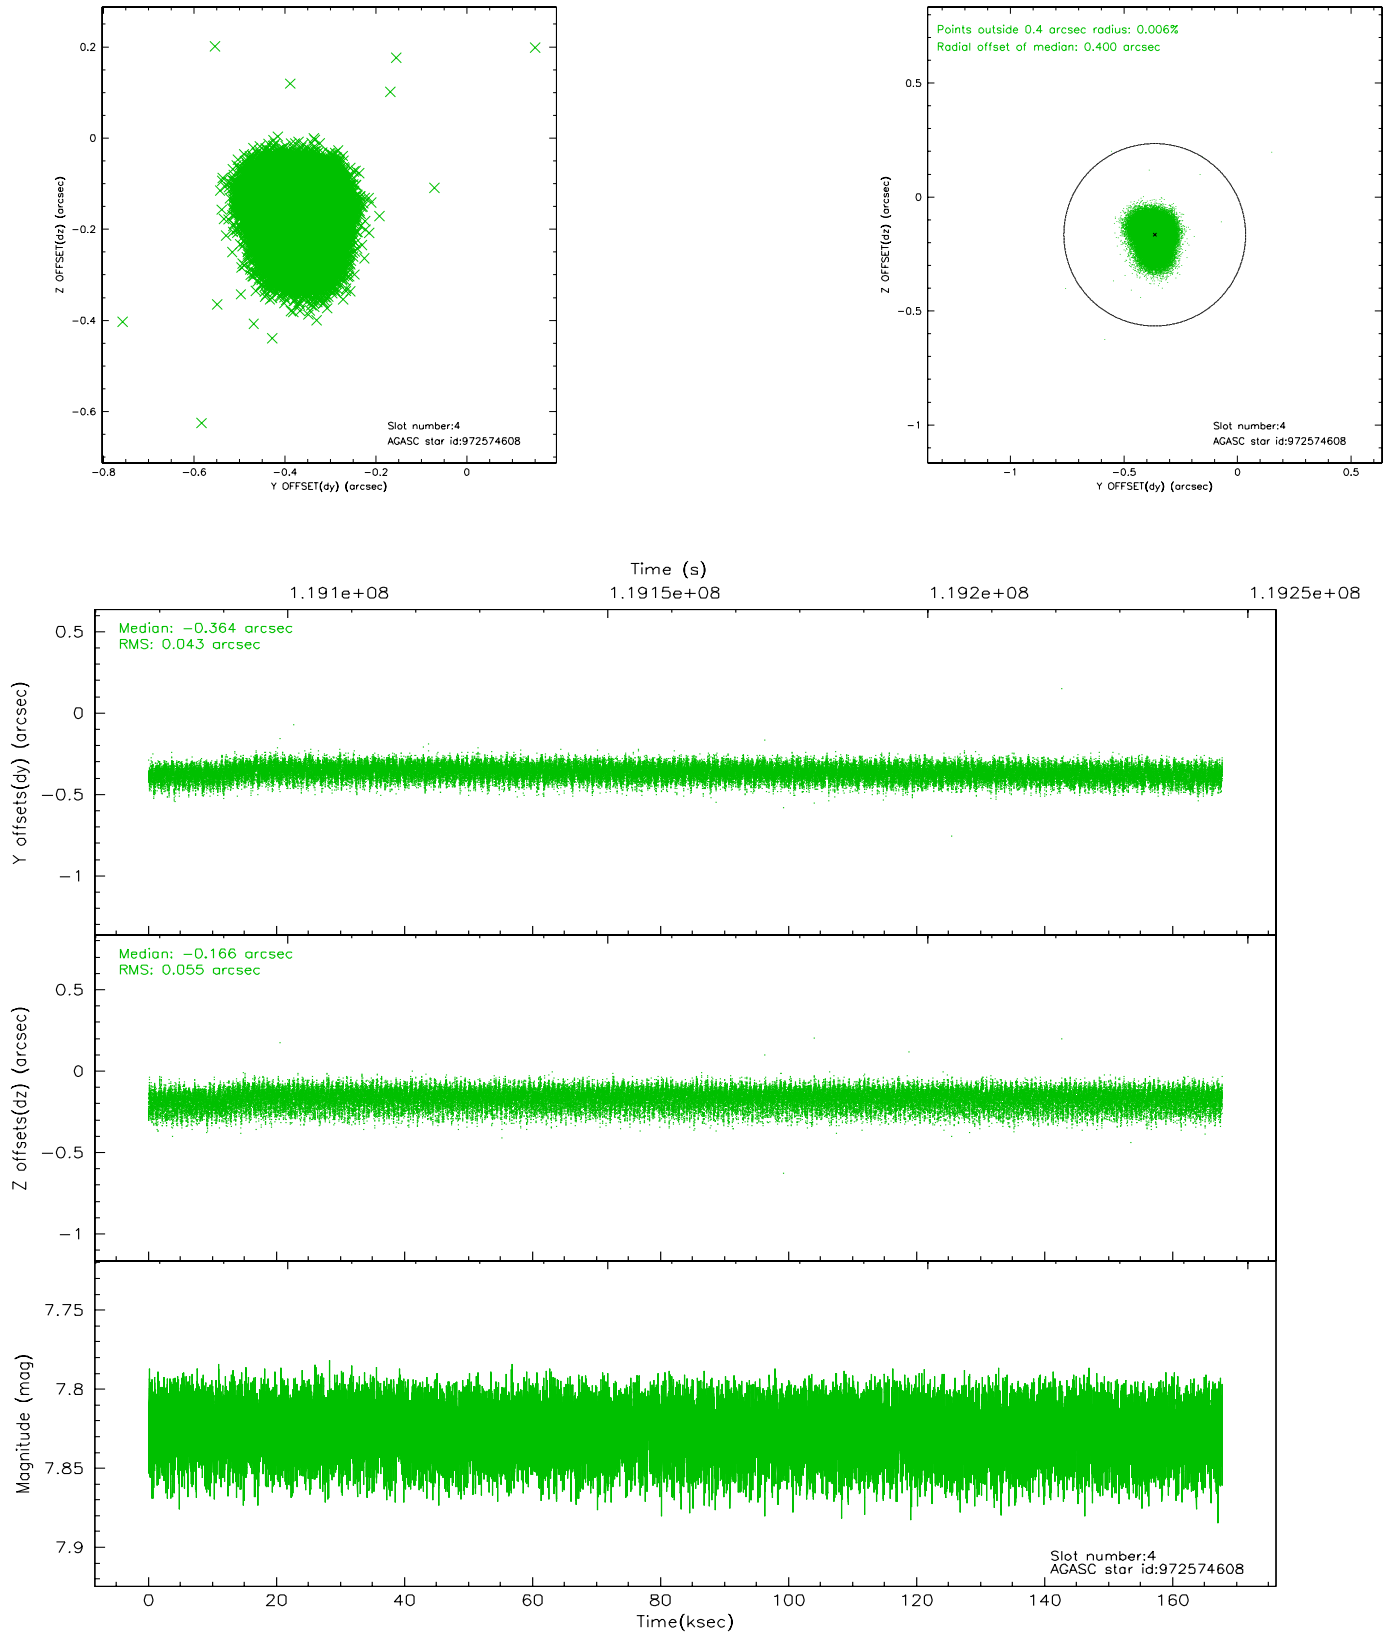 0.2
0
−0.2
−0.4
−0.6
Z OFFSET(dz) (arcsec)
Slot number:4
AGASC star id:972574608
−0.8 −0.6 −0.4 −0.2 0
Y OFFSET(dy) (arcsec)
Points outside 0.4 arcsec radius: 0.006%
Radial offset of median: 0.400 arcsec
0.5
0
−0.5
−1
Z OFFSET(dz) (arcsec)
Slot number:4
AGASC star id:972574608
−1 −0.5 0 0.5
Y OFFSET(dy) (arcsec)
Time (s)
1.191e+08 1.1915e+08 1.192e+08 1.1925e+08
Median: −0.364 arcsec
RMS: 0.043 arcsec
0.5
0
−0.5
−1
Y offsets(dy) (arcsec)
Median: −0.166 arcsec
RMS: 0.055 arcsec
0.5
0
−0.5
−1
Z offsets(dz) (arcsec)
7.75
7.8
7.85
7.9
Magnitude (mag)
Slot number:4
AGASC star id:972574608
0 20 40 60 80 100 120 140 160
Time(ksec)